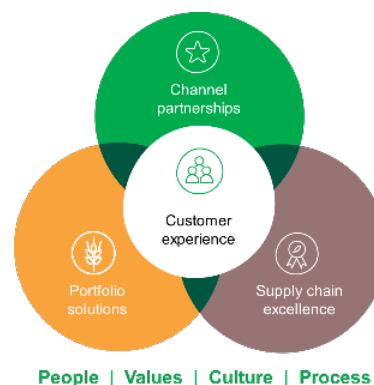 Channel
partnerships
Customer
experience
Portfolio
solutions
Supply chain
excellence
People | Values | Culture | Process